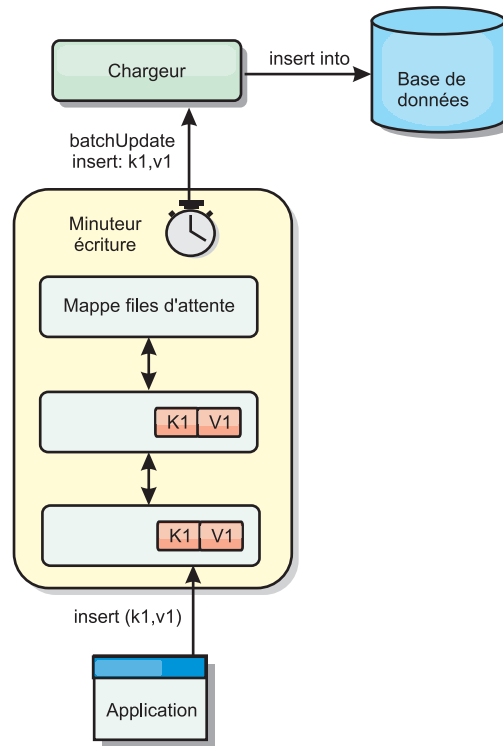 Chargeur
insert into
Base de
données
batchUpdate
insert: k1,v1
Minuteur
écriture
Mappe files d'attente
K1 V1
K1 V1
insert (k1,v1)
Application